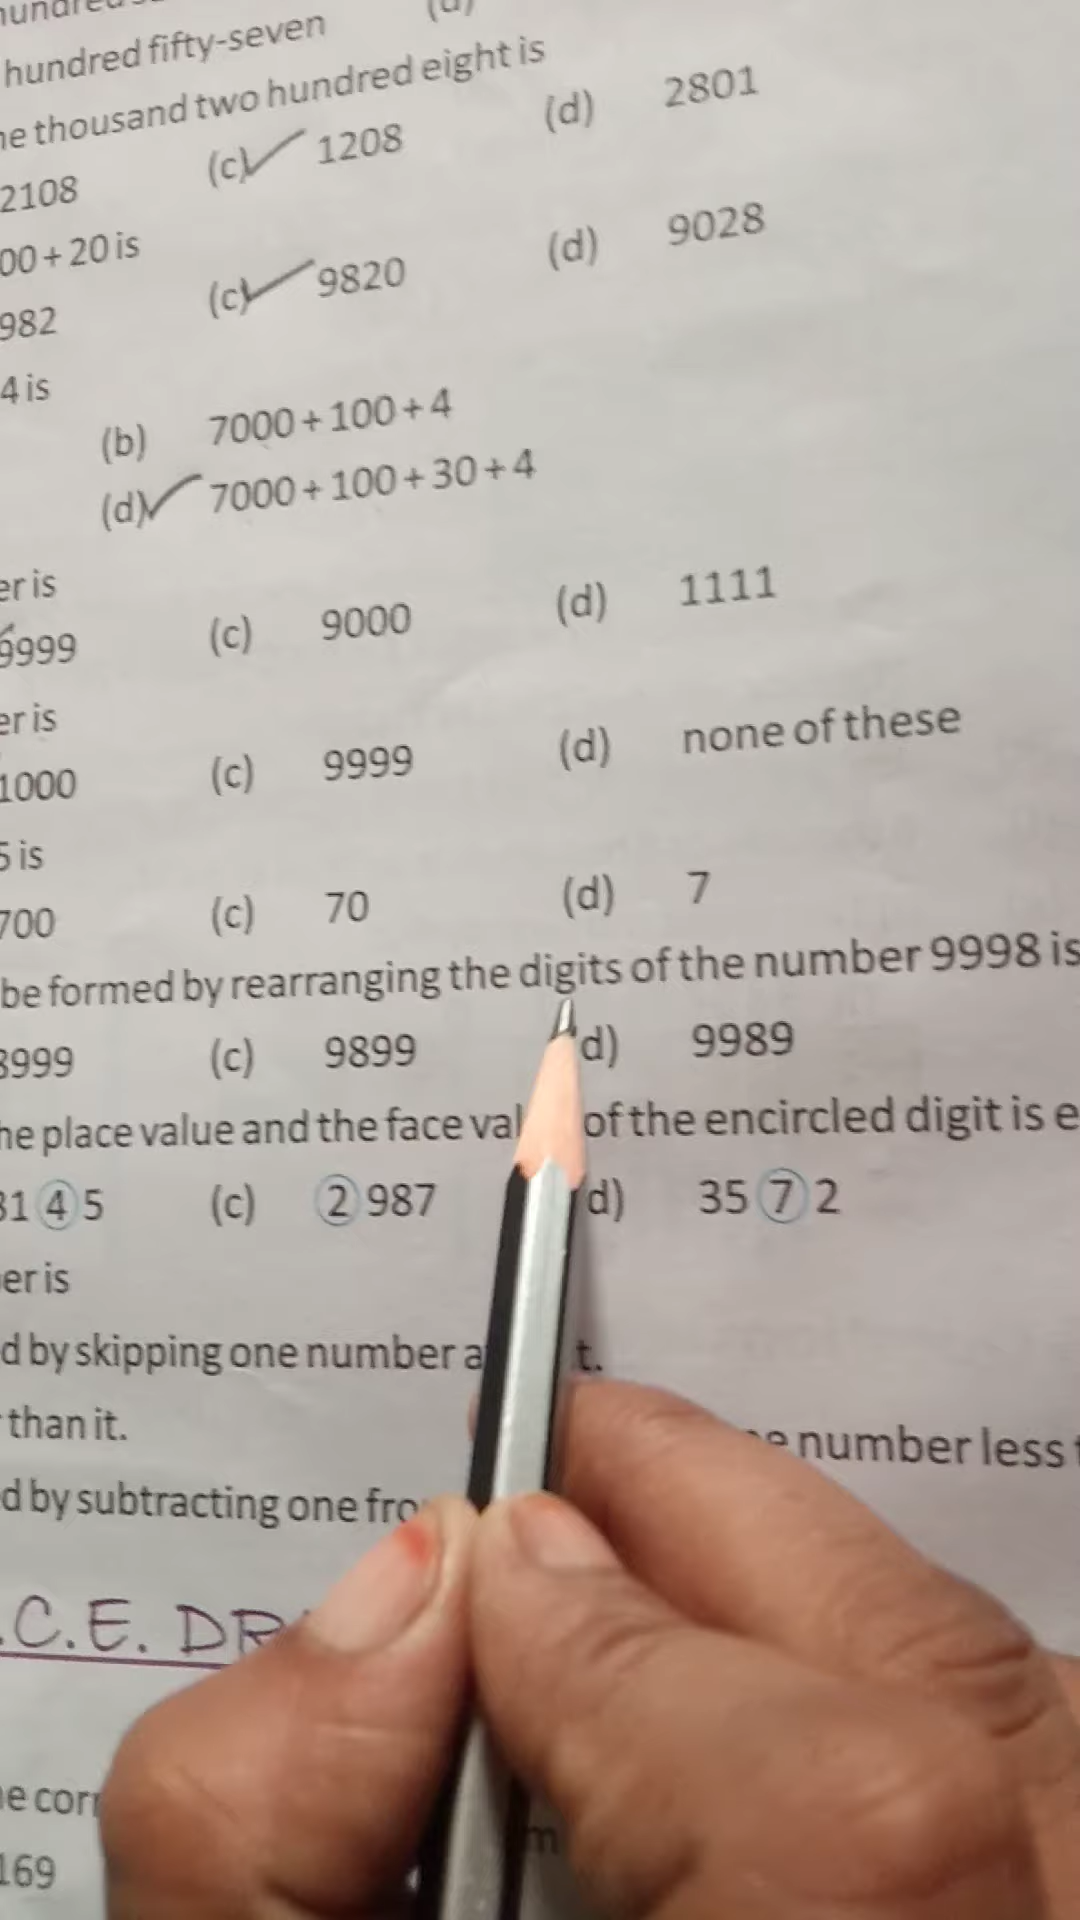 hundred fifty-seven
thousand two hundred eight is
2108 (c) 1208 (d) 2801
00 + 20 is
982 (c) 9820 (d) 9028
4 is
(b) 7000 + 100 + 4
(d) 7000 + 100 + 30 + 4
er is
9999 (c) 9000 (d) 1111
er is
1000 (c) 9999 (d) none of these
5 is
700 (c) 70 (d) 7
be formed by rearranging the digits of the number 9998 is
8999 (c) 9899 d) 9989
he place value and the face val of the encircled digit is e
31 4 5 (c) 2 987 d) 35 7 2
er is
d by skipping one number a t.
than it.
e number less
d by subtracting one fro
.C.E. DR
e corr
169 m